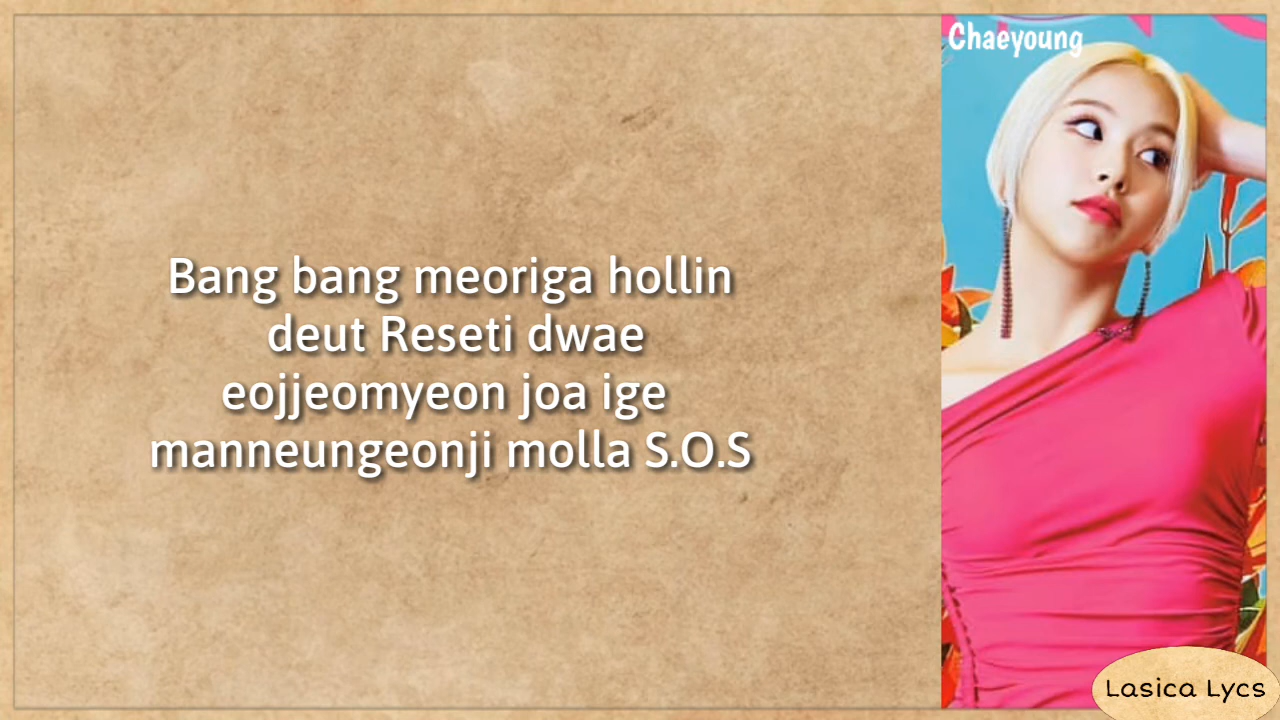 Chaeyoung
Bang bang meoriga hollin
deut Reseti dwae
eojjeomyeon joa ige
manneungeonji molla S.O.S
Lasica Lycs